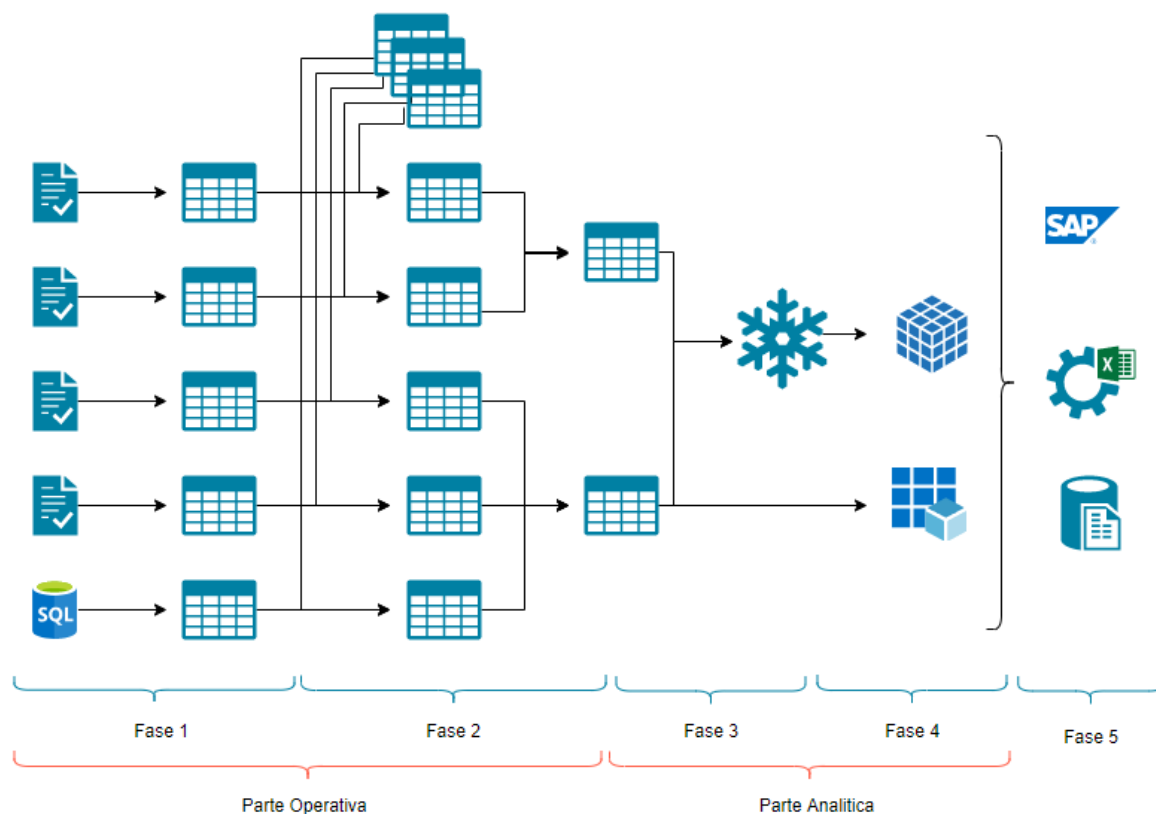 SAP
X
SQL
Fase 1
Fase 2
Fase 3
Fase 4
Fase 5
Parte Operativa
Parte Analitica